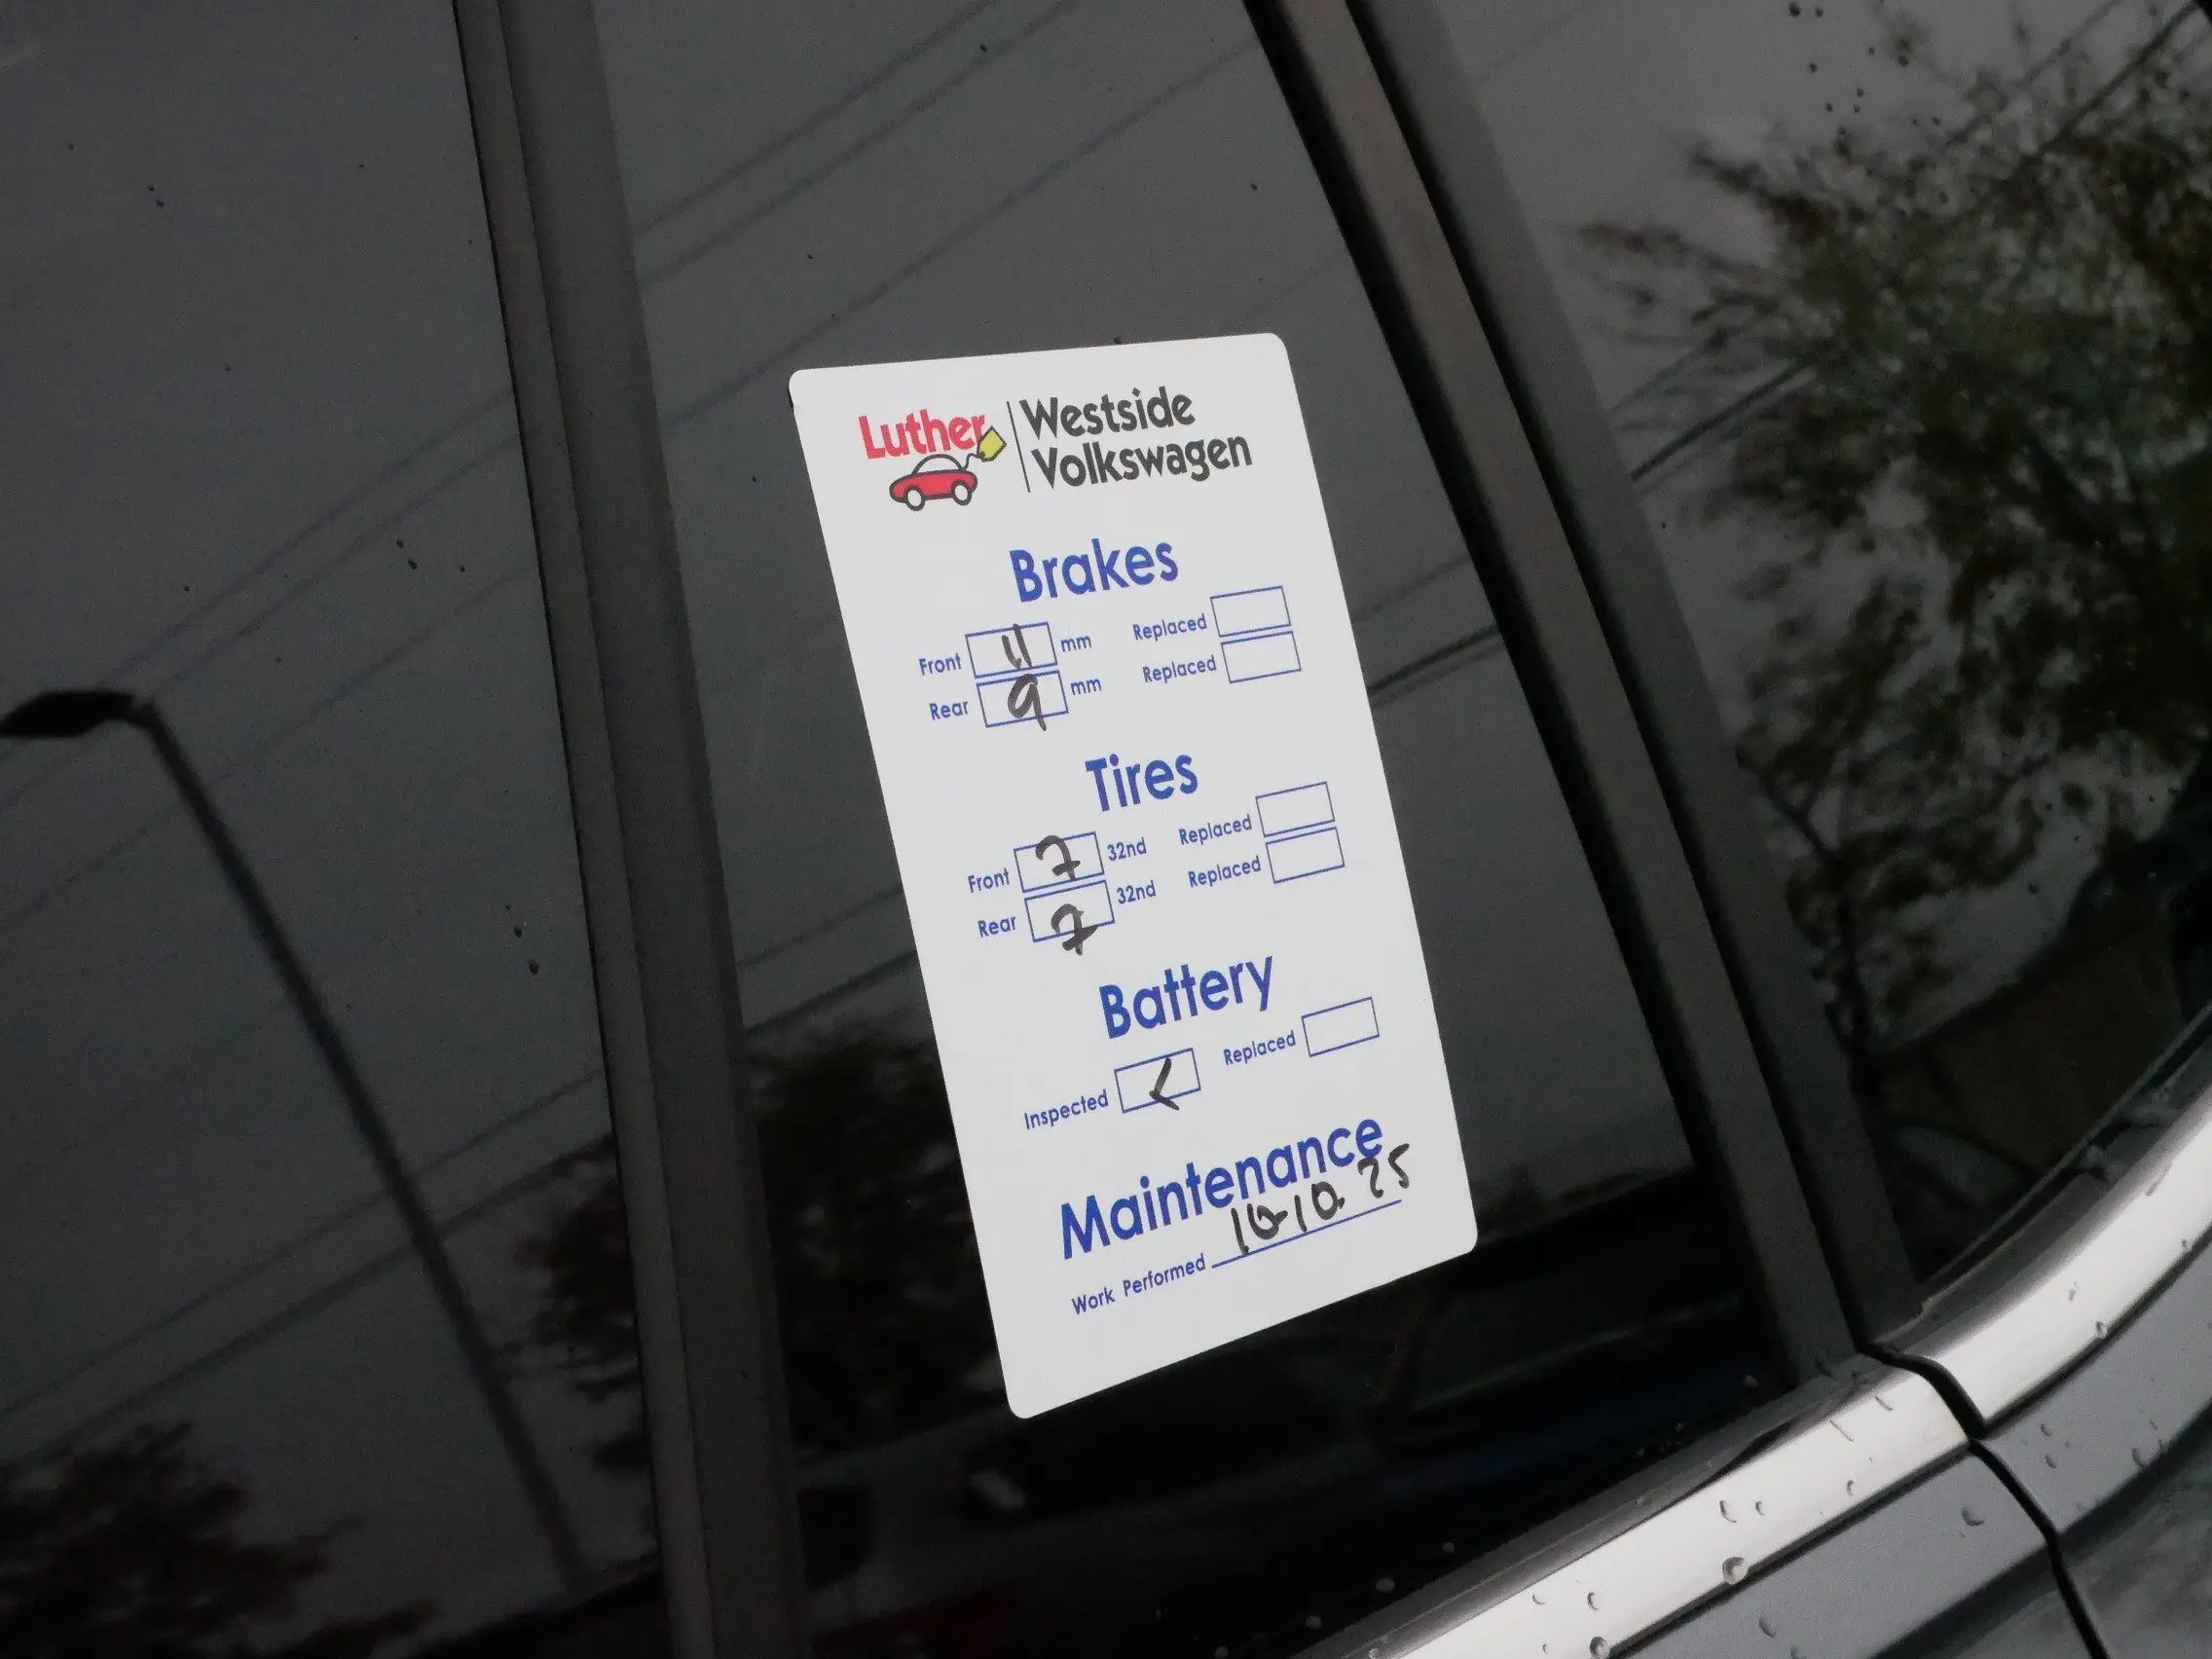 Luther
Westside
Volkswagen
Brakes
Front 11 mm Replaced
Rear 9 mm Replaced
Tires
Front 7 32nd Replaced
Rear 7 32nd Replaced
Battery
Inspected Replaced
Maintenance
Work Performed 10-10-25